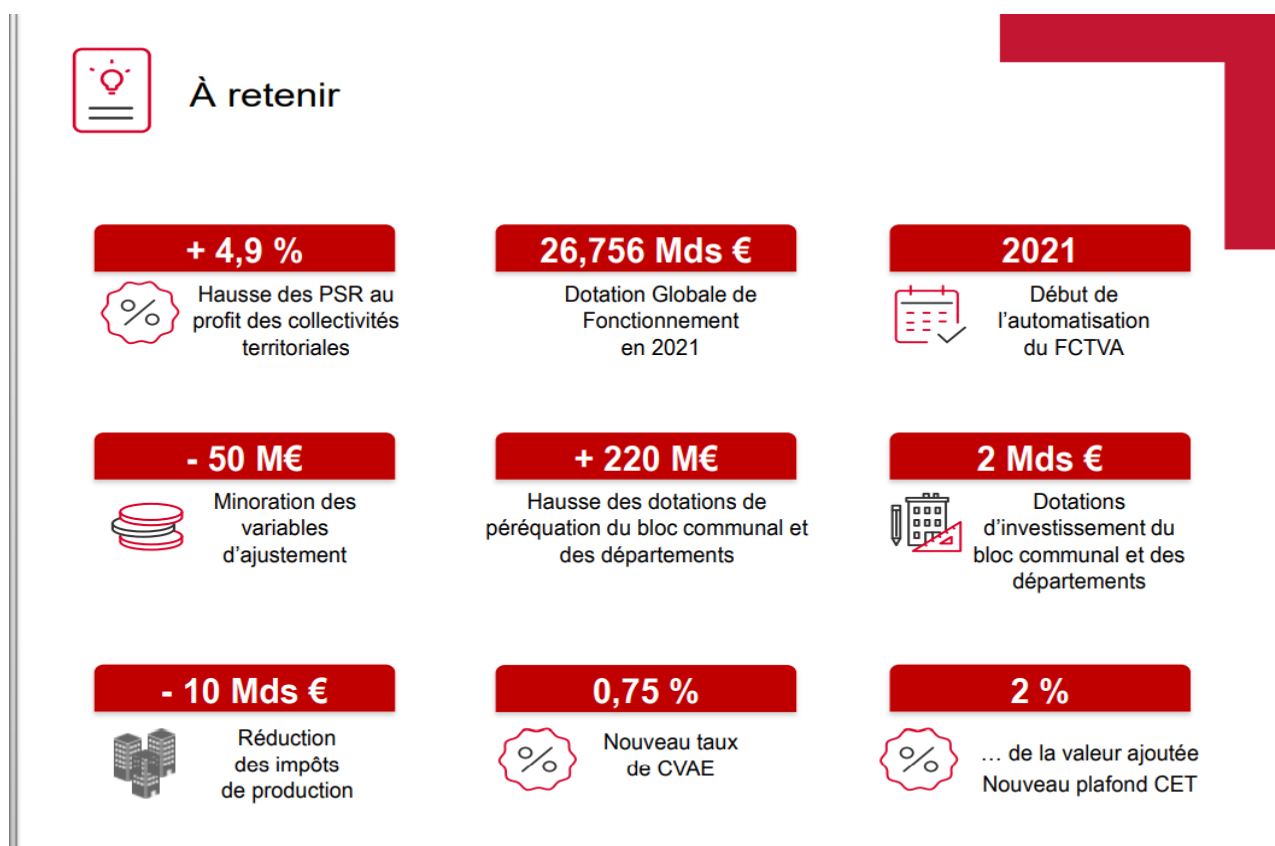 À retenir
+ 4,9 %
Hausse des PSR au
profit des collectivités
territoriales
26,756 Mds €
Dotation Globale de
Fonctionnement
en 2021
2021
Début de
l’automatisation
du FCTVA
- 50 M€
Minoration des
variables
d’ajustement
+ 220 M€
Hausse des dotations de
péréquation du bloc communal et
des départements
2 Mds €
Dotations
d’investissement du
bloc communal et des
départements
- 10 Mds €
Réduction
des impôts
de production
0,75 %
Nouveau taux
de CVAE
2 %
… de la valeur ajoutée
Nouveau plafond CET